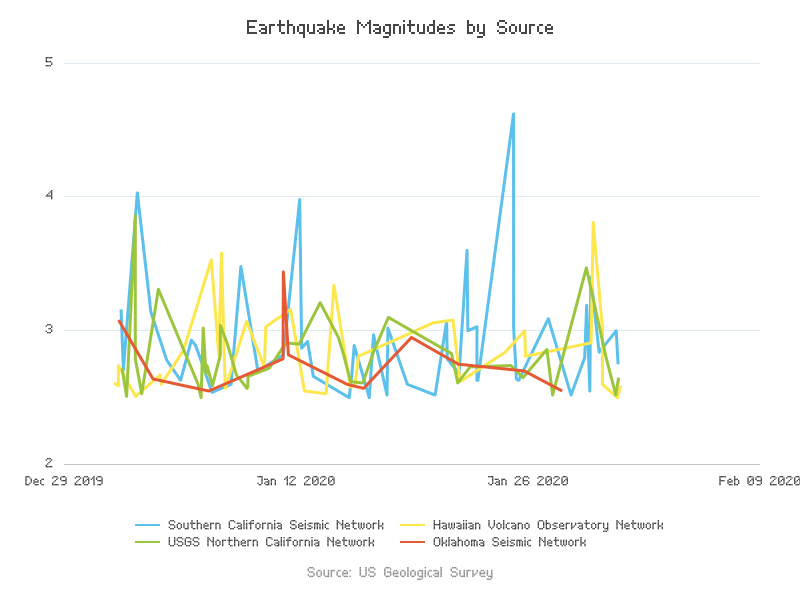 Earthquake Magnitudes by Source
5
4
3
2
Dec 29 2019 Jan 12 2020 Jan 26 2020 Feb 09 2020
Southern California Seismic Network Hawaiian Volcano Observatory Network
USGS Northern California Network Oklahoma Seismic Network
Source: US Geological Survey